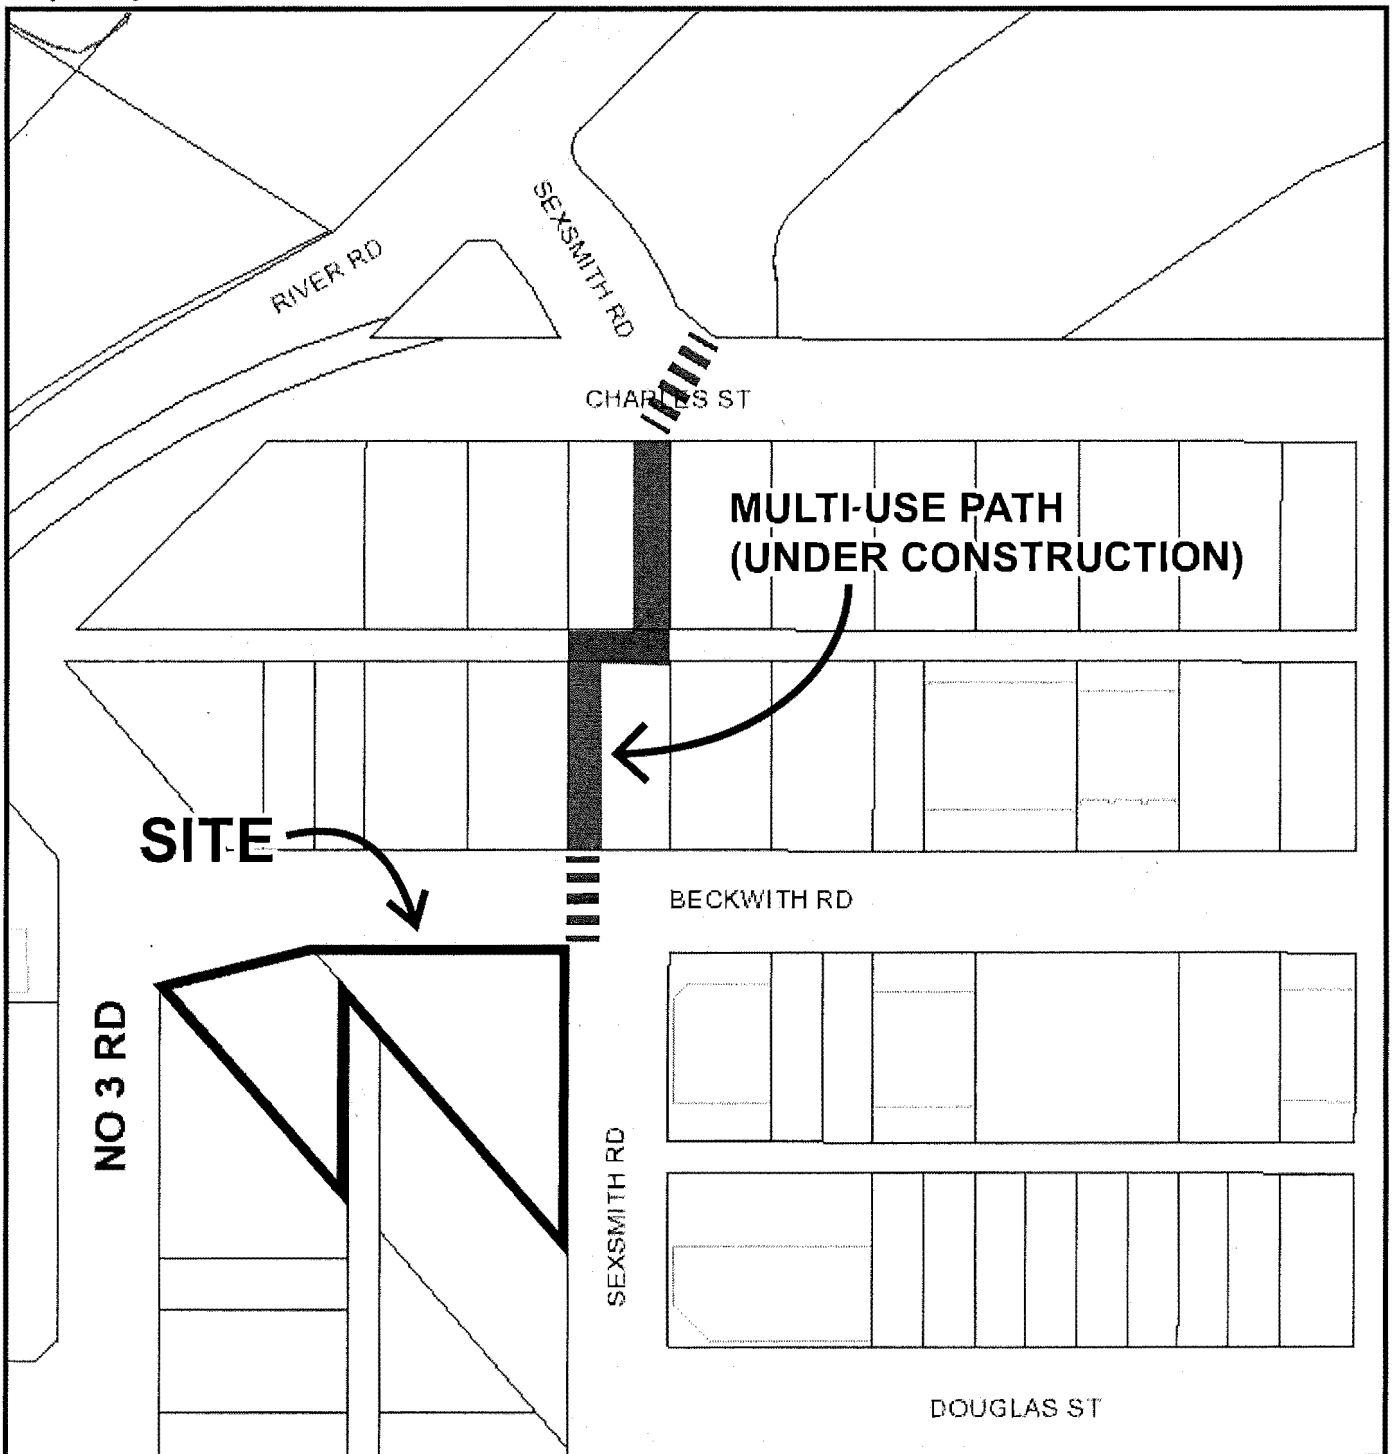 SEXSMITH RD
RIVER RD
CHARLES ST
MULTI-USE PATH
(UNDER CONSTRUCTION)
SITE
BECKWITH RD
NO 3 RD
SEXSMITH RD
DOUGLAS ST